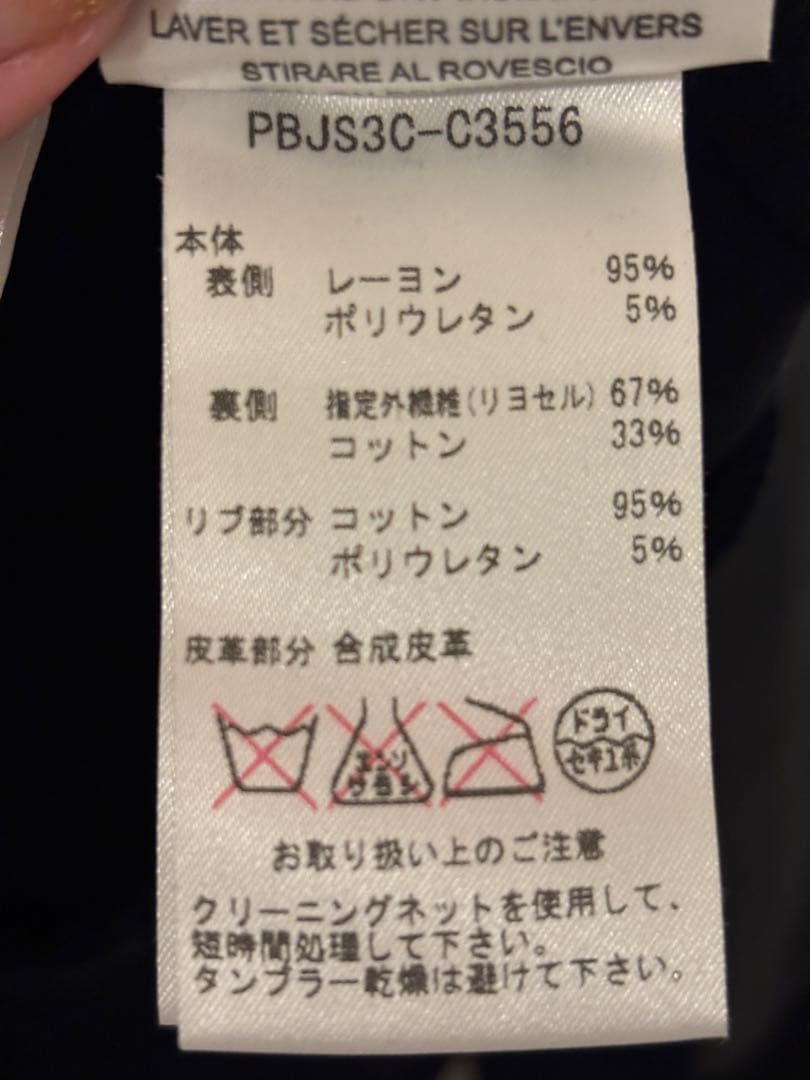 LAVER ET SÉCHER SUR L'ENVERS
STIRARE AL ROVESCIO
PBJS3C-C3556
本体
表側 レーヨン 95%
ポリウレタン 5%
裏側 指定外繊維(リヨセル) 67%
コットン 33%
リブ部分 コットン 95%
ポリウレタン 5%
皮革部分 合成皮革
エンソ
サラシ
ドライ
セキユ系
お取り扱い上のご注意
クリーニングネットを使用して、
短時間処理して下さい。
タンブラー乾燥は避けて下さい。